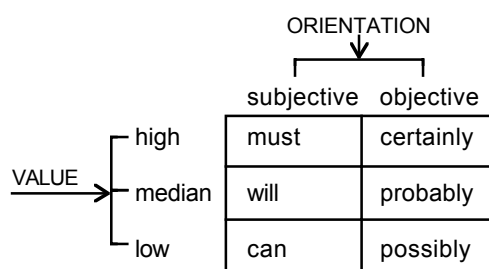 ORIENTATION
subjective objective
high must certainly
VALUE median will probably
low can possibly